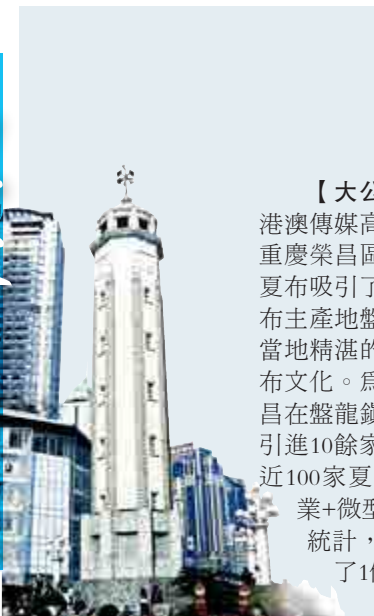 【大公
港澳傳媒高
重慶榮昌區
夏布吸引了
布主產地盤
當地精湛的
布文化。為
昌在盤龍鎮
引進10餘家
近100家夏
業+微型
統計，
了1億